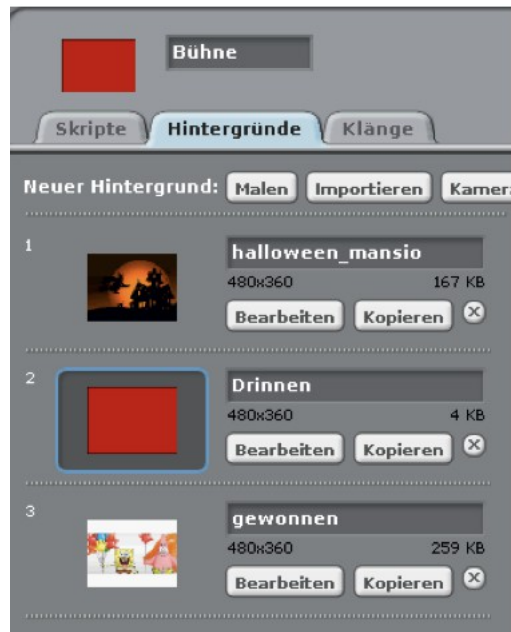 Bühne
Skripte Hintergründe Klänge
Neuer Hintergrund: Malen Importieren Kamera
1
halloween_mansio
480x360 167 KB
Bearbeiten Kopieren
2
Drinnen
480x360 4 KB
Bearbeiten Kopieren
3
gewonnen
480x360 259 KB
Bearbeiten Kopieren